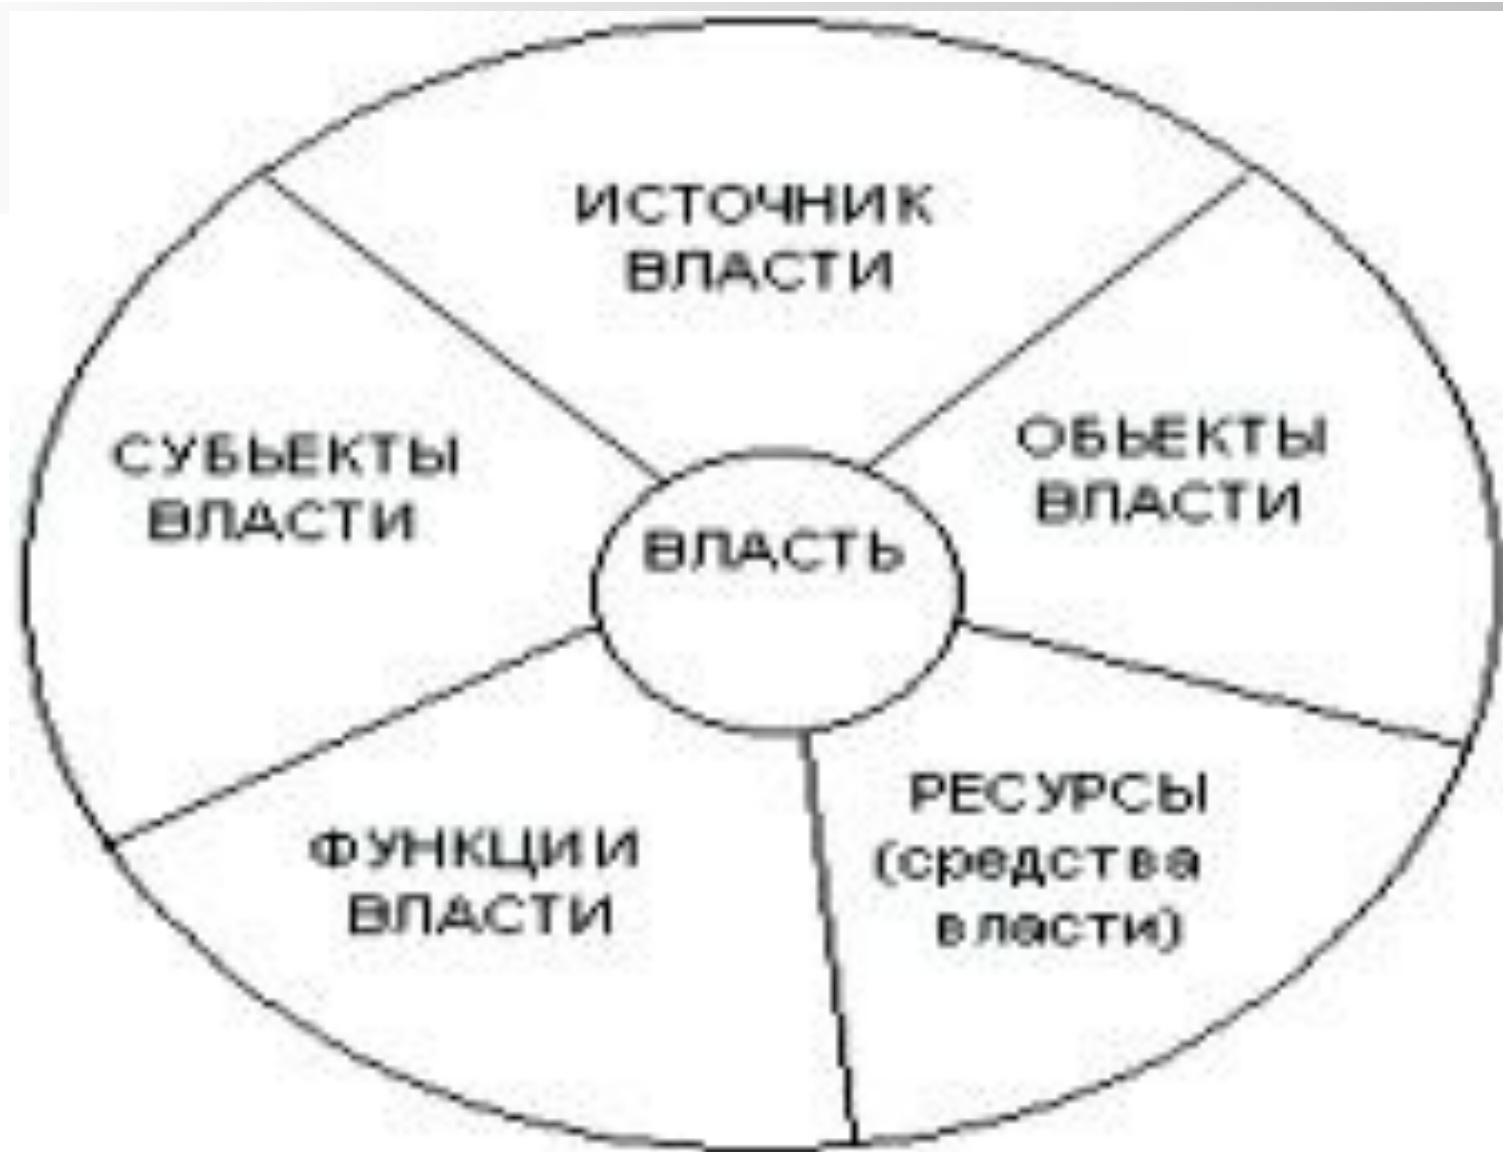 ИСТОЧНИК
ВЛАСТИ
СУБЬЕКТЫ
ВЛАСТИ
ОБЬЕКТЫ
ВЛАСТИ
ВЛАСТЬ
ФУНКЦИИ
ВЛАСТИ
РЕСУРСЫ
(средства
власти)